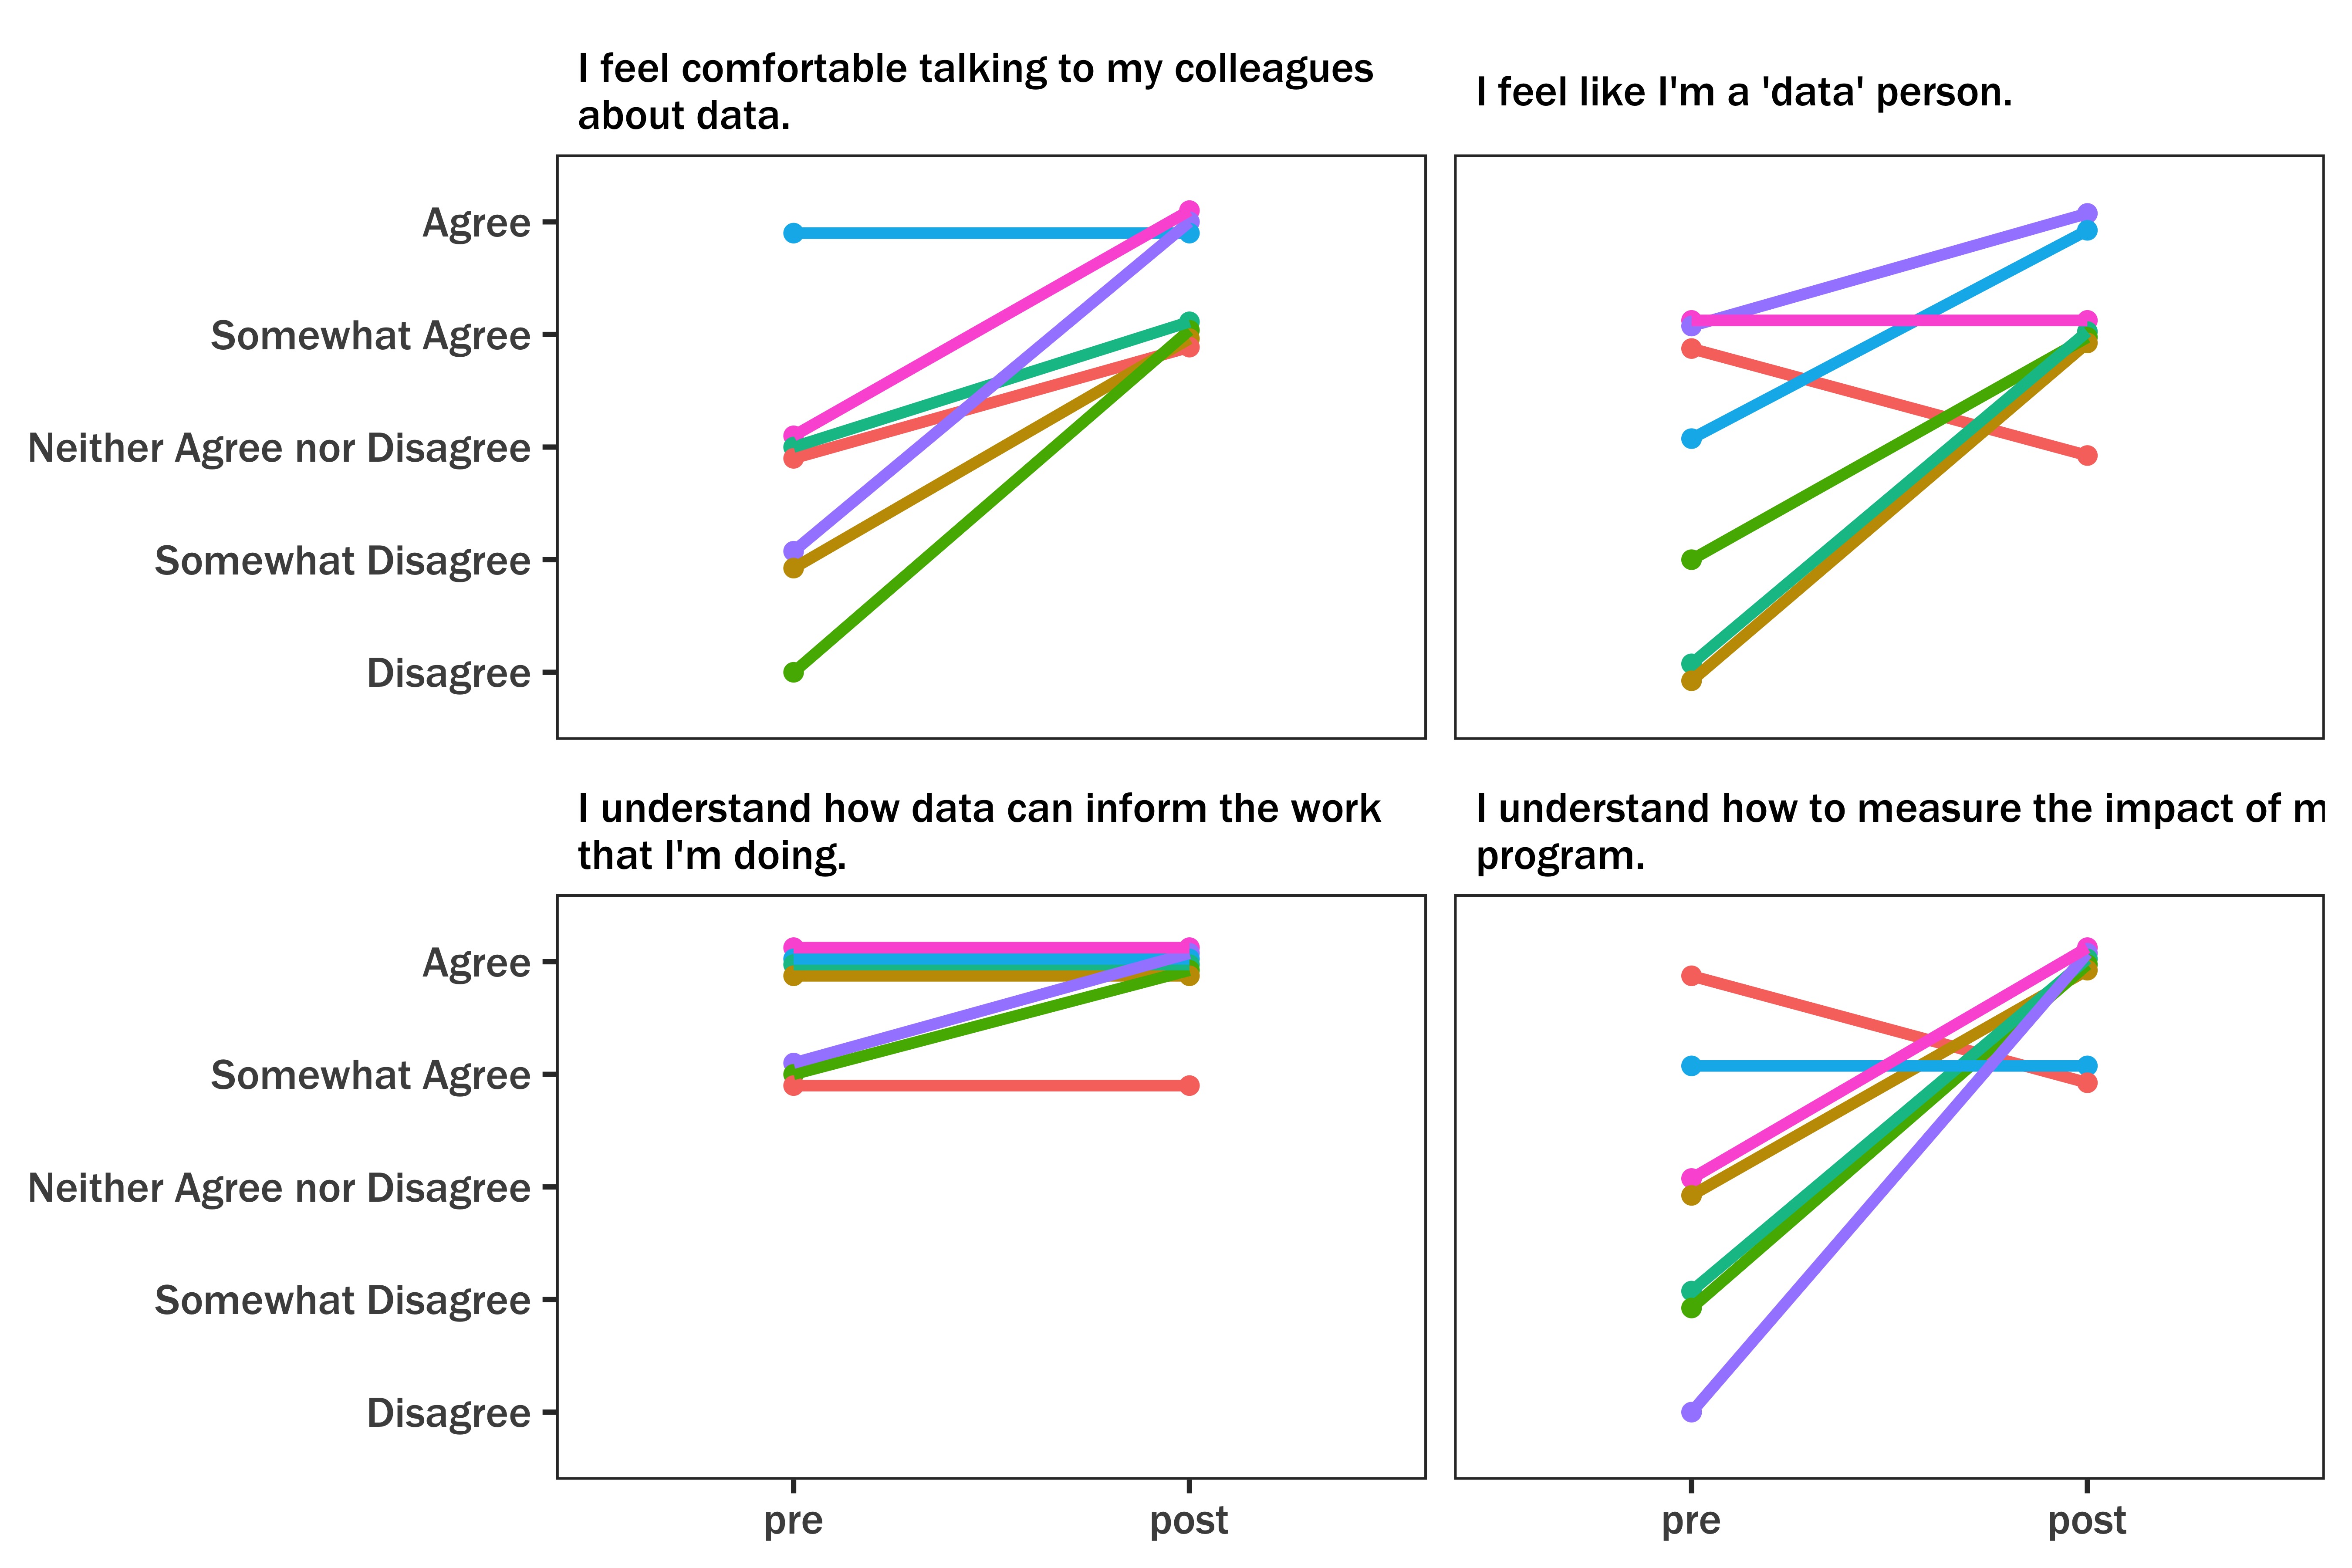 I feel comfortable talking to my colleagues
about data.
I feel like I'm a 'data' person.
Agree
Somewhat Agree
Neither Agree nor Disagree
Somewhat Disagree
Disagree
I understand how data can inform the work
that I'm doing.
I understand how to measure the impact of
program.
Agree
Somewhat Agree
Neither Agree nor Disagree
Somewhat Disagree
Disagree
pre
post
pre
post